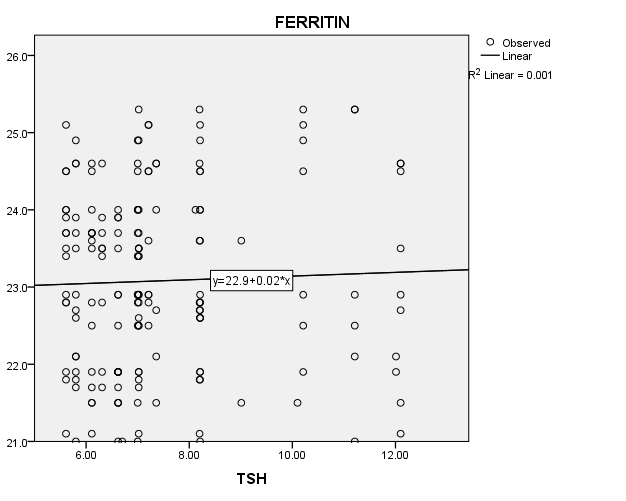 FERRITIN
Observed
Linear
R2 Linear = 0.001
26.0
25.0
24.0
23.0
22.0
21.0
y=22.9+0.02*x
6.00 8.00 10.00 12.00
TSH